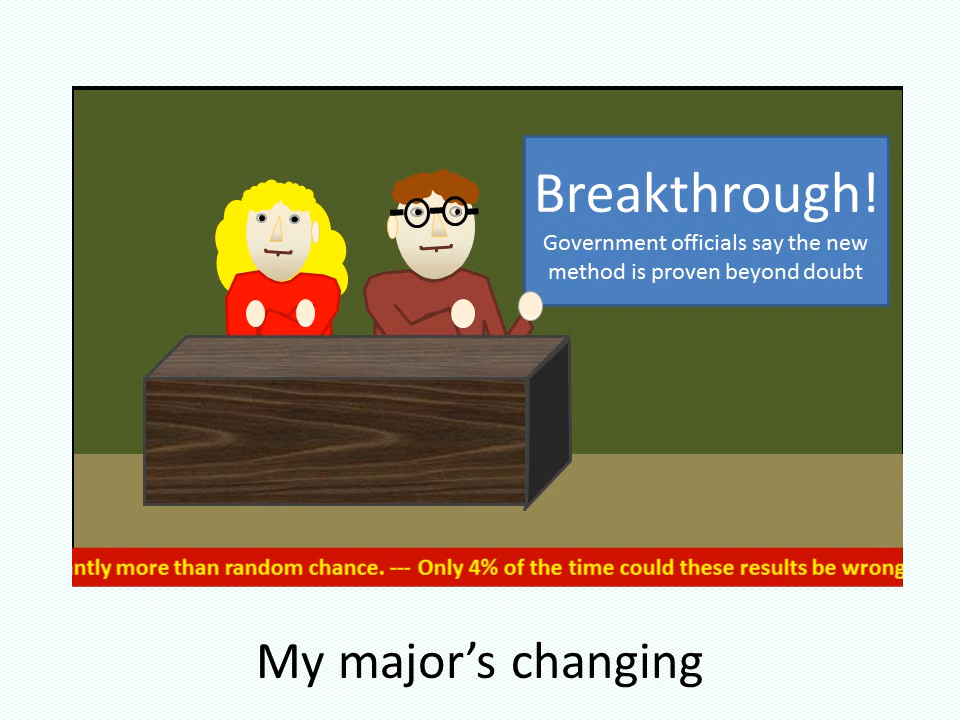 Breakthrough!
Government officials say the new
method is proven beyond doubt
ntly more than random chance. --- Only 4% of the time could these results be wrong
My major’s changing